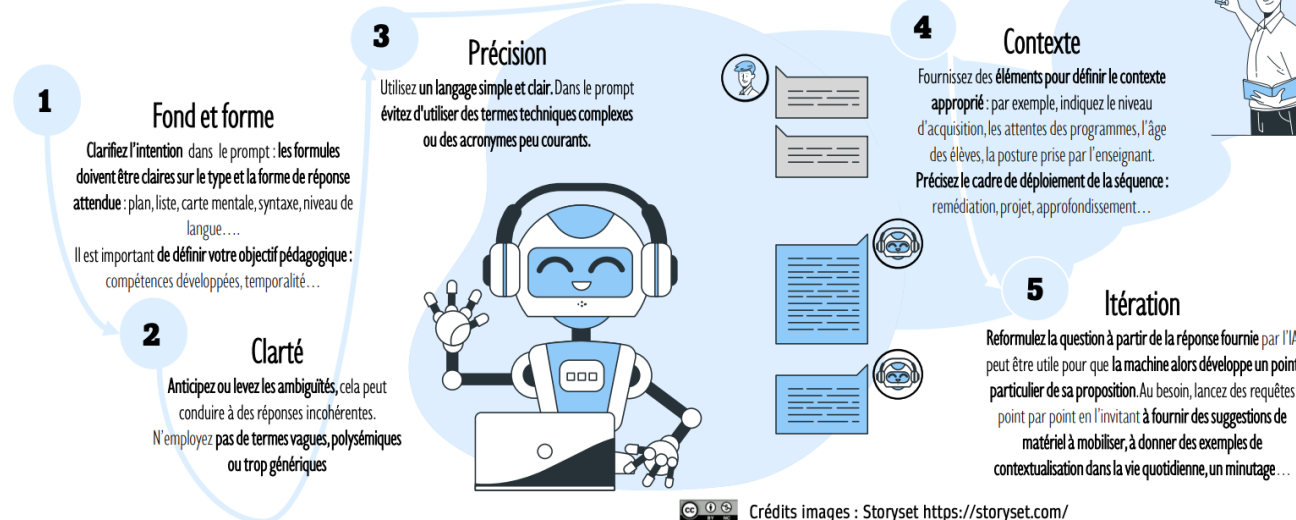 1
Fond et forme
Clarifiez l'intention dans le prompt : les formules
doivent être claires sur le type et la forme de réponse
attendue : plan, liste, carte mentale, syntaxe, niveau de
langue….
Il est important de définir votre objectif pédagogique :
compétences développées, temporalité…
2
Clarté
Anticipez ou levez les ambiguïtés, cela peut
conduire à des réponses incohérentes.
N'employez pas de termes vagues, polysémiques
ou trop génériques
3
Précision
Utilisez un langage simple et clair. Dans le prompt
évitez d'utiliser des termes techniques complexes
ou des acronymes peu courants.
4
Contexte
Fournissez des éléments pour définir le contexte
approprié : par exemple, indiquez le niveau
d'acquisition, les attentes des programmes, l'âge
des élèves, la posture prise par l'enseignant.
Précisez le cadre de déploiement de la séquence :
remédiation, projet, approfondissement…
5
Itération
Reformulez la question à partir de la réponse fournie par l'IA
peut être utile pour que la machine alors développe un point
particulier de sa proposition. Au besoin, lancez des requêtes
point par point en l'invitant à fournir des suggestions de
matériel à mobiliser, à donner des exemples de
contextualisation dans la vie quotidienne, un minutage…
cc BY NC
Crédits images : Storyset https://storyset.com/